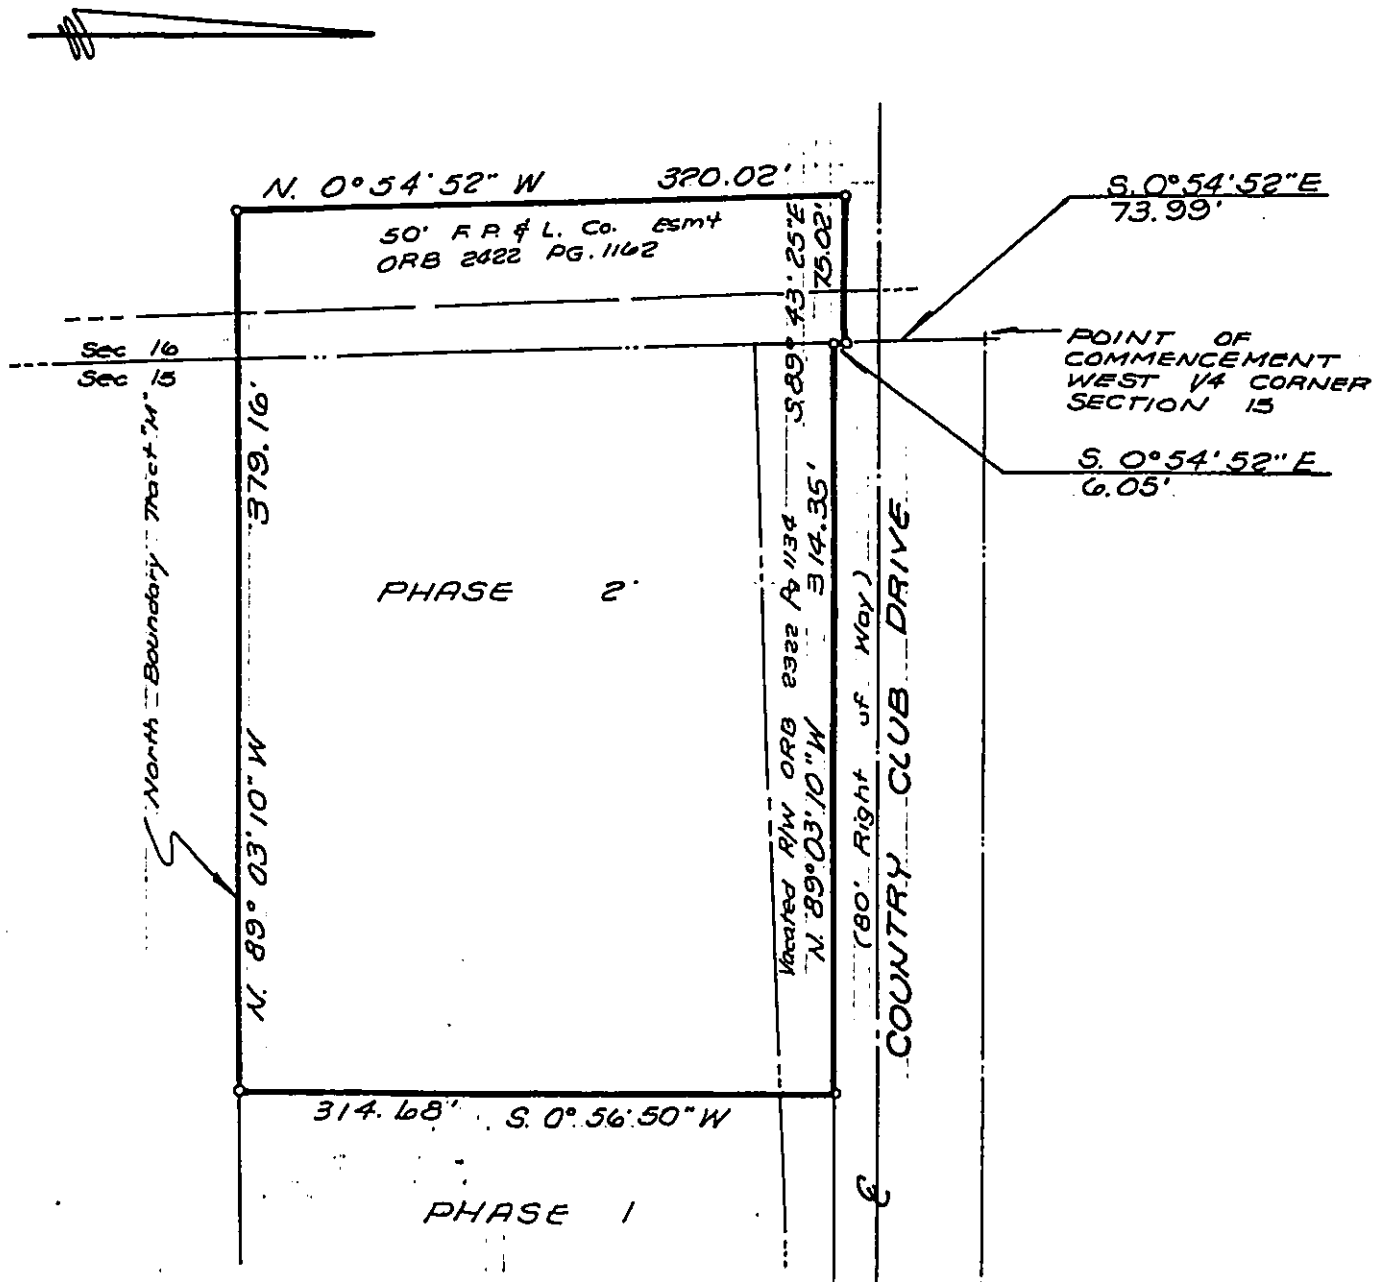 N. 0°54'52" W 320.02'
50' F. P. & L. Co. Esmt
ORB 2422 PG. 1162
S. 89° 43' 25" E
75.02'
S. 0°54'52" E
73.99'
Sec 16
Sec 15
POINT OF
COMMENCEMENT
WEST 1/4 CORNER
SECTION 15
S. 0°54'52" E
6.05'
North Boundary Tract "M"
N. 89°03'10" W 379.16'
PHASE 2
Vacated R/W ORB 2322 Pg 1134
N. 89°03'10" W 314.35'
(80' Right of Way)
COUNTRY CLUB DRIVE
314.68' S. 0°56'50" W
PHASE 1